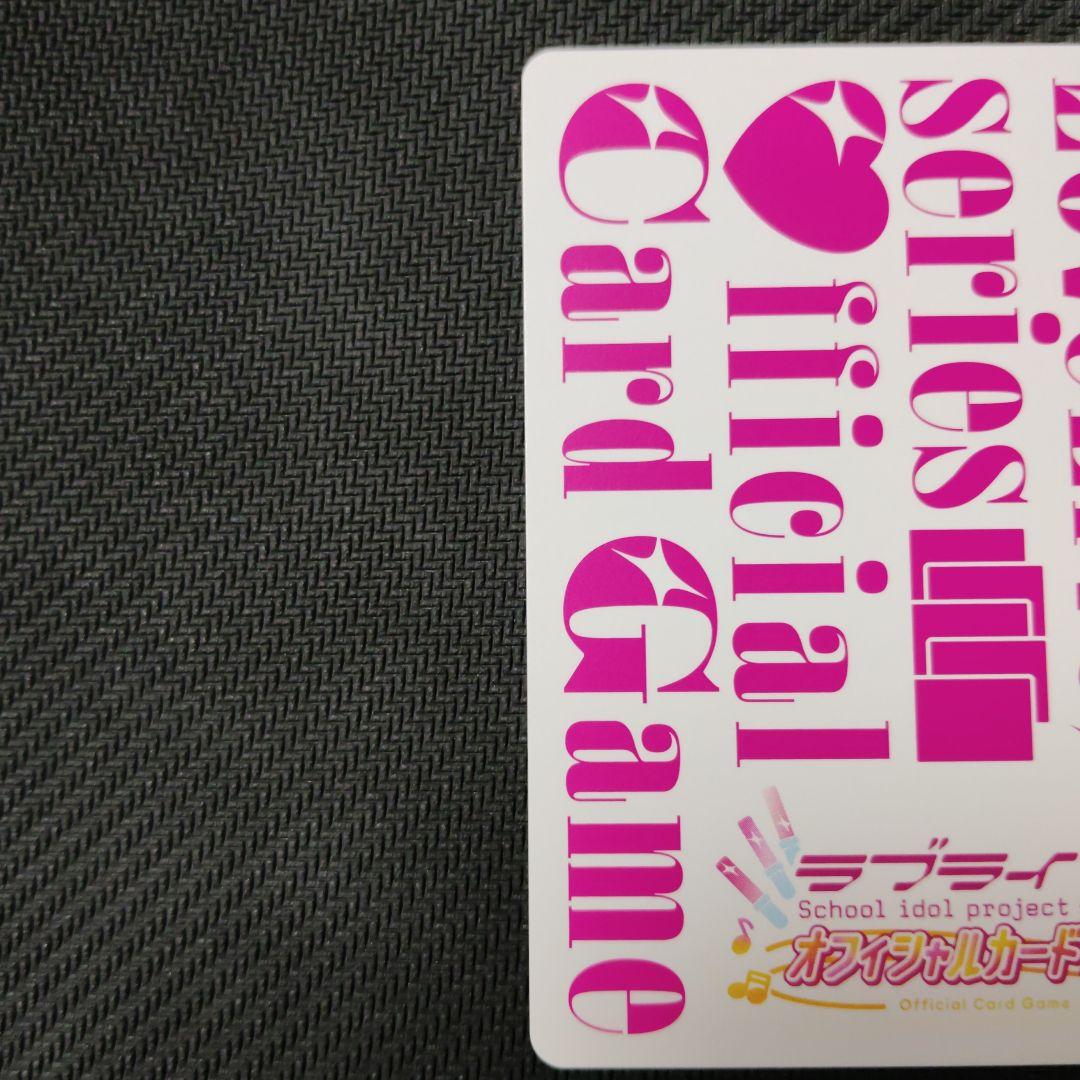 series
♥fficial
Card Game
ラブライ
School idol project
オフィシャルカード
Official Card Game